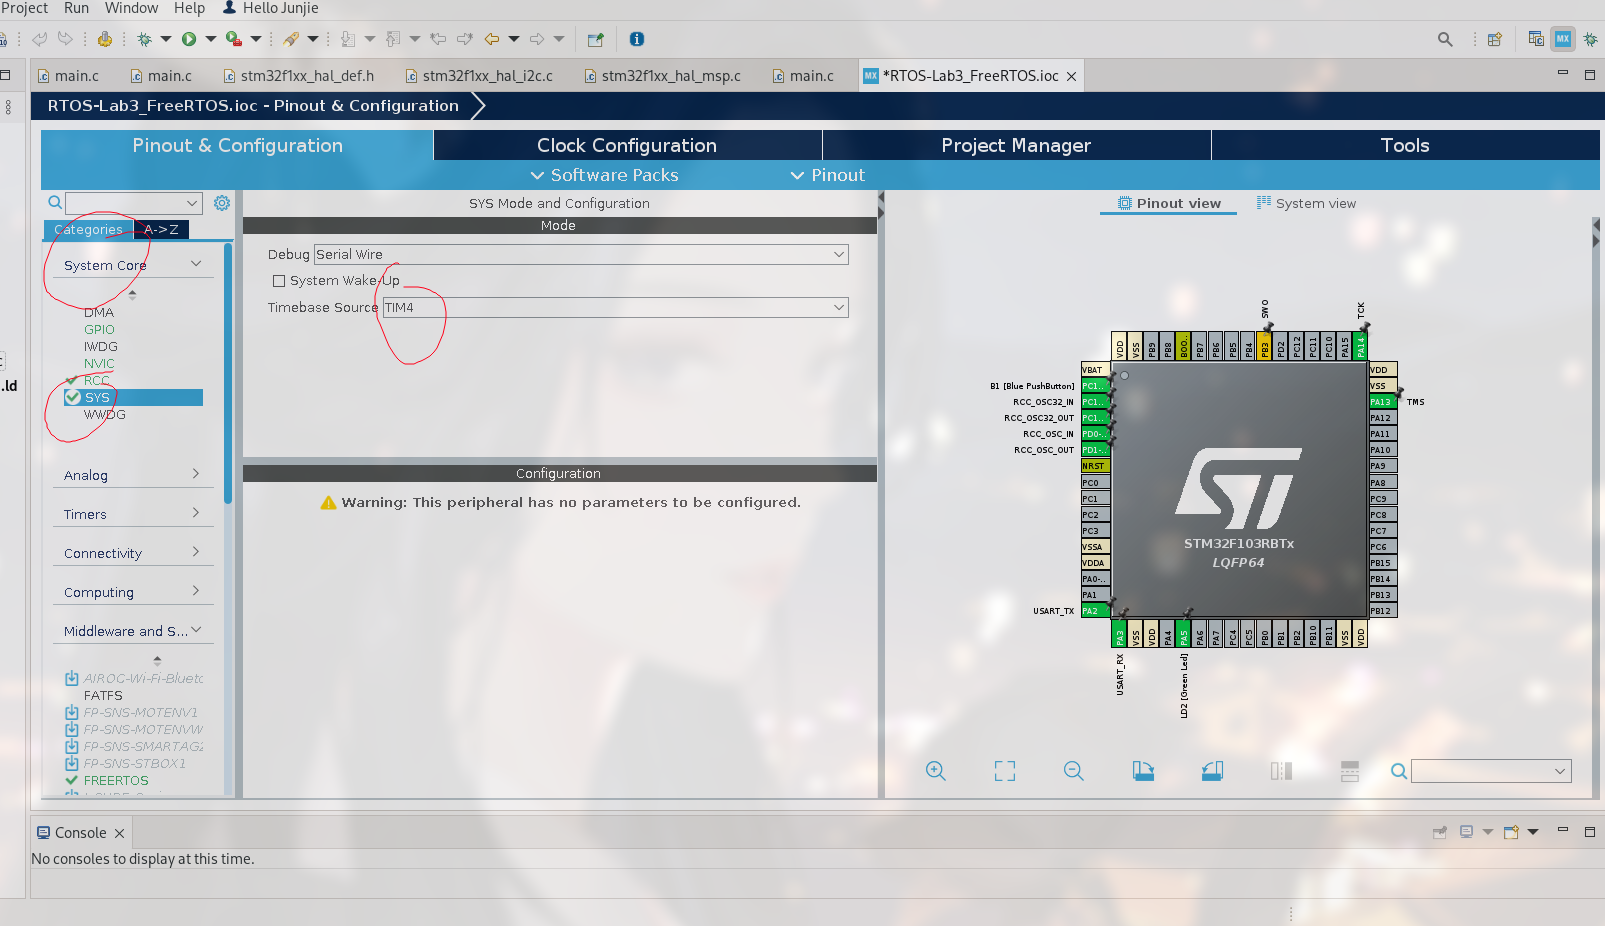 Project Run Window Help Hello Junjie
main.c main.c stm32f1xx_hal_def.h stm32f1xx_hal_i2c.c stm32f1xx_hal_msp.c main.c MX *RTOS-Lab3_FreeRTOS.ioc
RTOS-Lab3_FreeRTOS.ioc - Pinout & Configuration
Pinout & Configuration Clock Configuration Project Manager Tools
Software Packs Pinout
Categories A->Z
System Core
DMA
GPIO
IWDG
NVIC
RCC
SYS
WWDG
Analog
Timers
Connectivity
Computing
Middleware and S...
AIROC-Wi-Fi-Blueto
FATFS
FP-SNS-MOTENV1
FP-SNS-MOTENVW
FP-SNS-SMARTAG2
FP-SNS-STBOX1
FREERTOS
.ld
SYS Mode and Configuration
Mode
Debug Serial Wire
System Wake-Up
Timebase Source TIM4
Configuration
Warning: This peripheral has no parameters to be configured.
Pinout view System view
SWO TCK
VDD VSS PB9 PB8 BOO.. PB7 PB6 PB5 PB4 PB3 PD2 PC12 PC11 PC10 PA15 PA14
VBAT VDD
B1 [Blue PushButton] PC1.. VSS
RCC_OSC32_IN PC1.. PA13 TMS
RCC_OSC32_OUT PC1.. PA12
RCC_OSC_IN PD0-.. PA11
RCC_OSC_OUT PD1-.. PA10
NRST PA9
PC0 PA8
PC1 PC9
PC2 PC8
PC3 PC7
VSSA PC6
VDDA PB15
PA0-.. PB14
PA1 PB13
USART_TX PA2 PB12
ST
STM32F103RBTx
LQFP64
PA3 VSS VDD PA4 PA5 PA6 PA7 PC4 PC5 PB0 PB1 PB2 PB10 PB11 VSS VDD
USART_RX LD2 [Green Led]
Console
No consoles to display at this time.